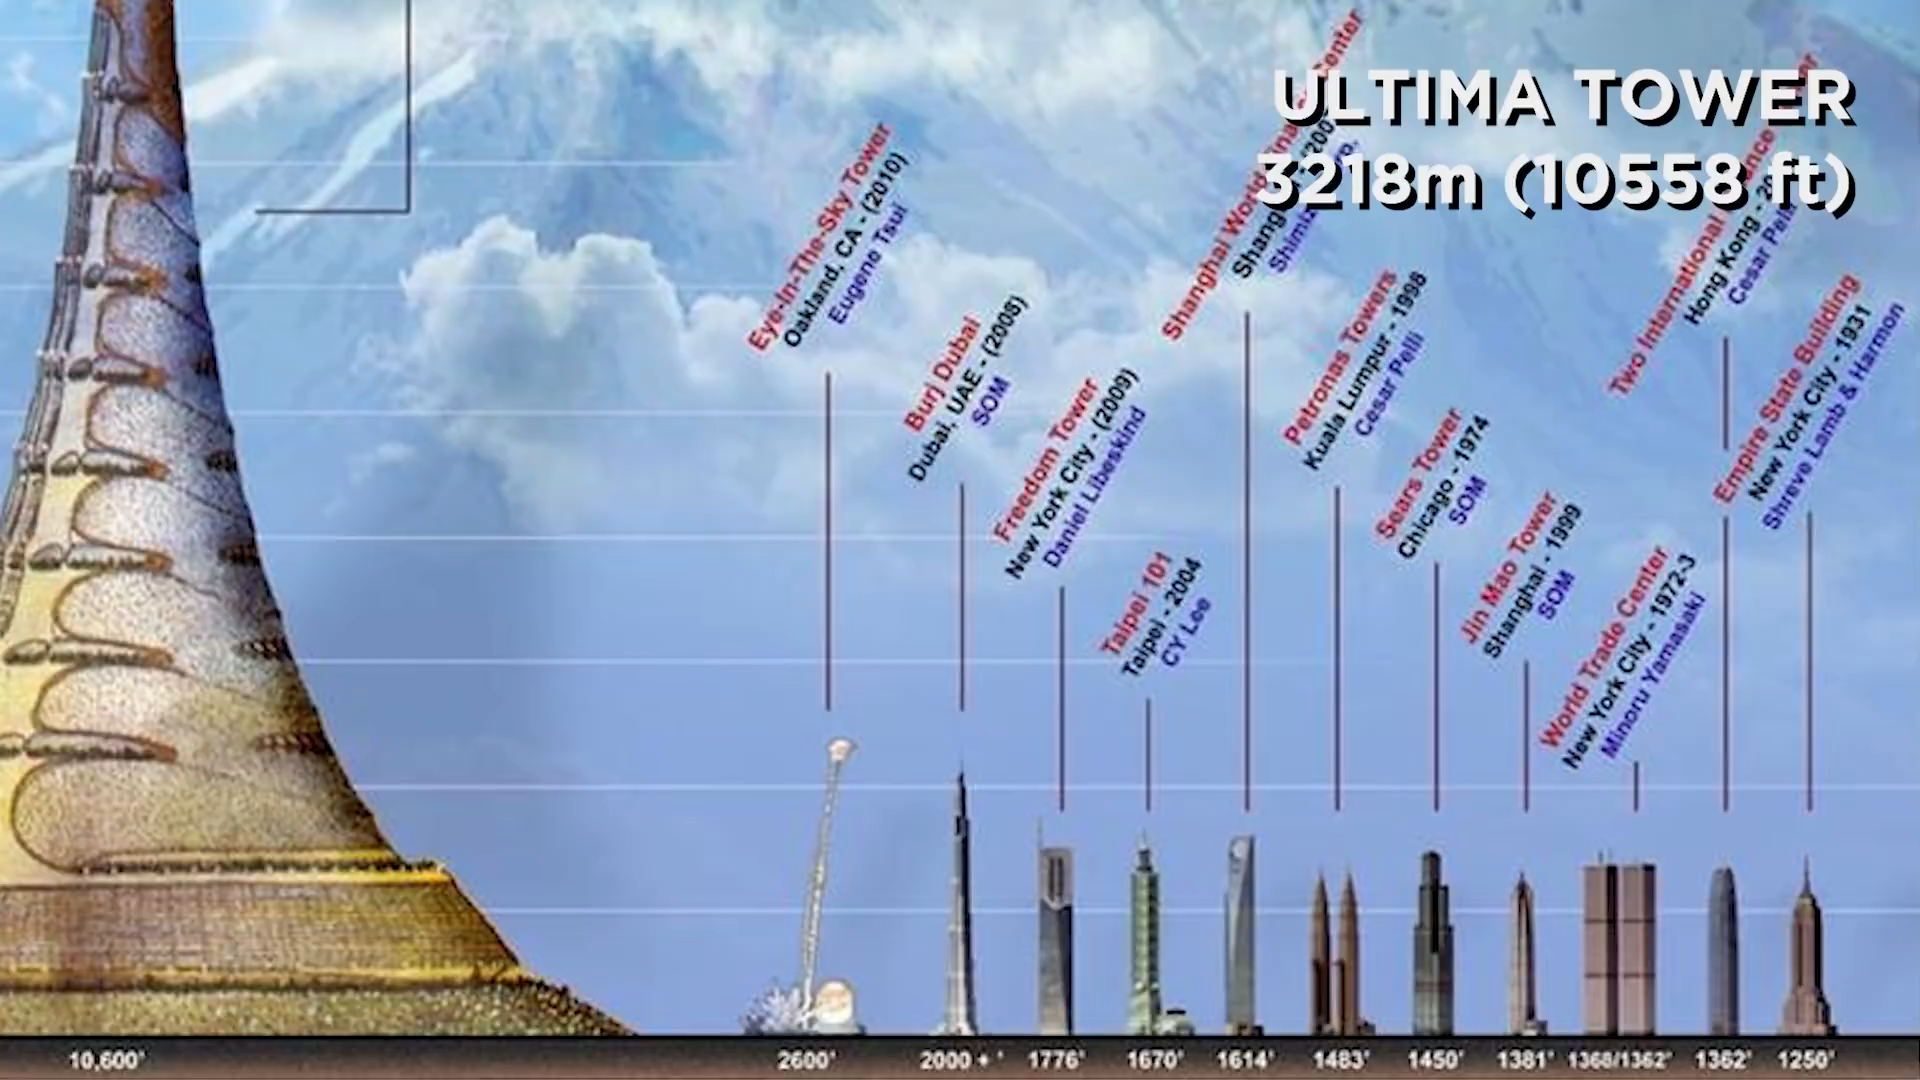 ULTIMA TOWER
3218m (10558 ft)
Eye-In-The-Sky Tower
Oakland, CA - (2010)
Eugene Tsui
Burj Dubai
Dubai, UAE - (2008)
SOM
Freedom Tower
New York City - (2009)
Daniel Libeskind
Taipei 101
Taipei - 2004
CY Lee
Shanghai World Center
Petronas Towers
Kuala Lumpur - 1998
Cesar Pelli
Sears Tower
Chicago - 1974
SOM
Jin Mao Tower
Shanghai - 1999
SOM
World Trade Center
New York City - 1972-3
Minoru Yamasaki
Two International
Hong Kong -
Cesar
Empire State Building
New York City - 1931
Shreve Lamb & Harmon
10,600' 2600' 2000 + ' 1776' 1670' 1614' 1483' 1450' 1381' 1368/1362' 1362' 1250'